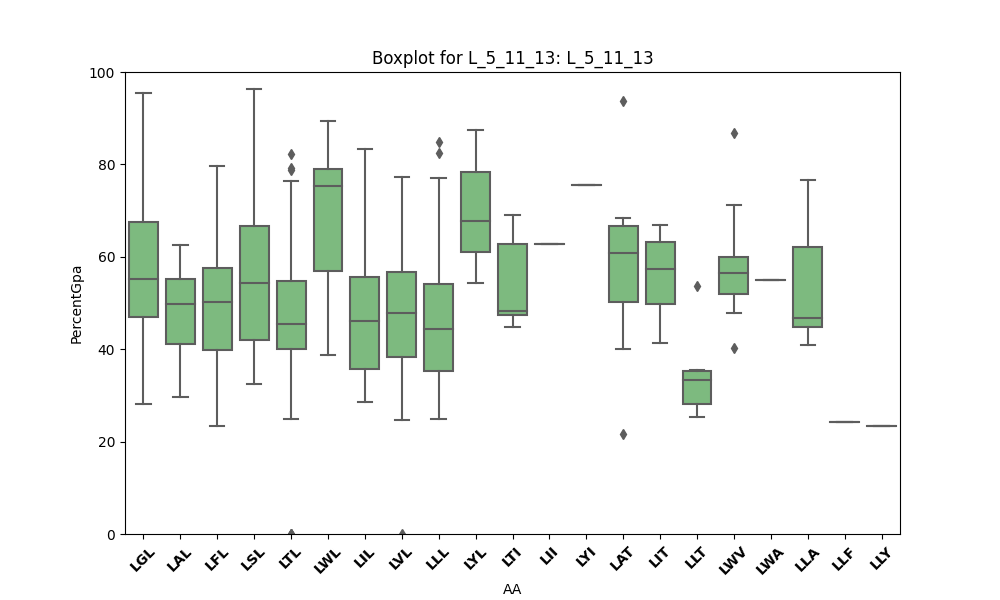 Boxplot for L_5_11_13: L_5_11_13
100
80
60
40
20
0
PercentGpa
LGL LAL LFL LSL LTL LWL LIL LVL LLL LYL LTI LII LYI LAT LIT LLT LWV LWA LLA LLF LLY
AA